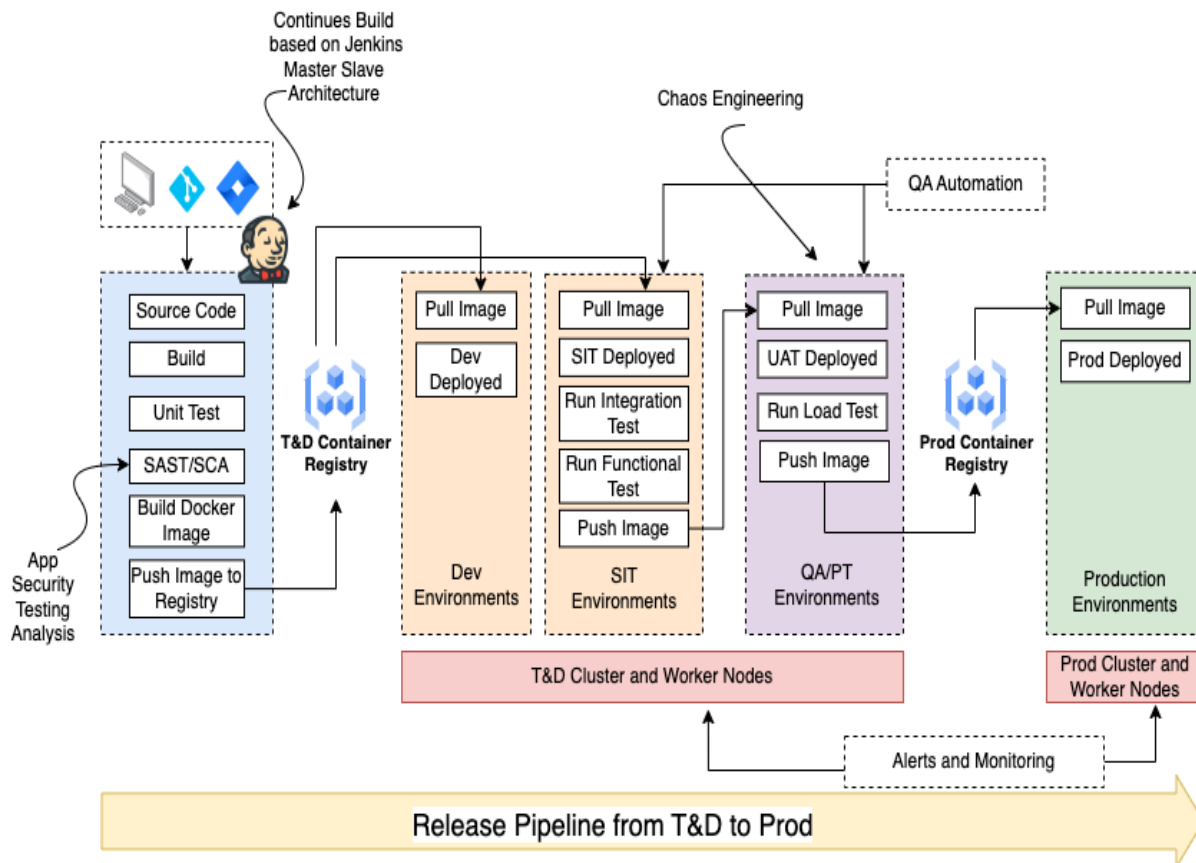 Continues Build
based on Jenkins
Master Slave
Architecture
Chaos Engineering
QA Automation
Source Code
Build
Unit Test
SAST/SCA
Build Docker
Image
Push Image to
Registry
App
Security
Testing
Analysis
T&D Container
Registry
Pull Image
Dev
Deployed
Dev
Environments
Pull Image
SIT Deployed
Run Integration
Test
Run Functional
Test
Push Image
SIT
Environments
Pull Image
UAT Deployed
Run Load Test
Push Image
QA/PT
Environments
Prod Container
Registry
Pull Image
Prod Deployed
Production
Environments
T&D Cluster and Worker Nodes
Prod Cluster and
Worker Nodes
Alerts and Monitoring
Release Pipeline from T&D to Prod